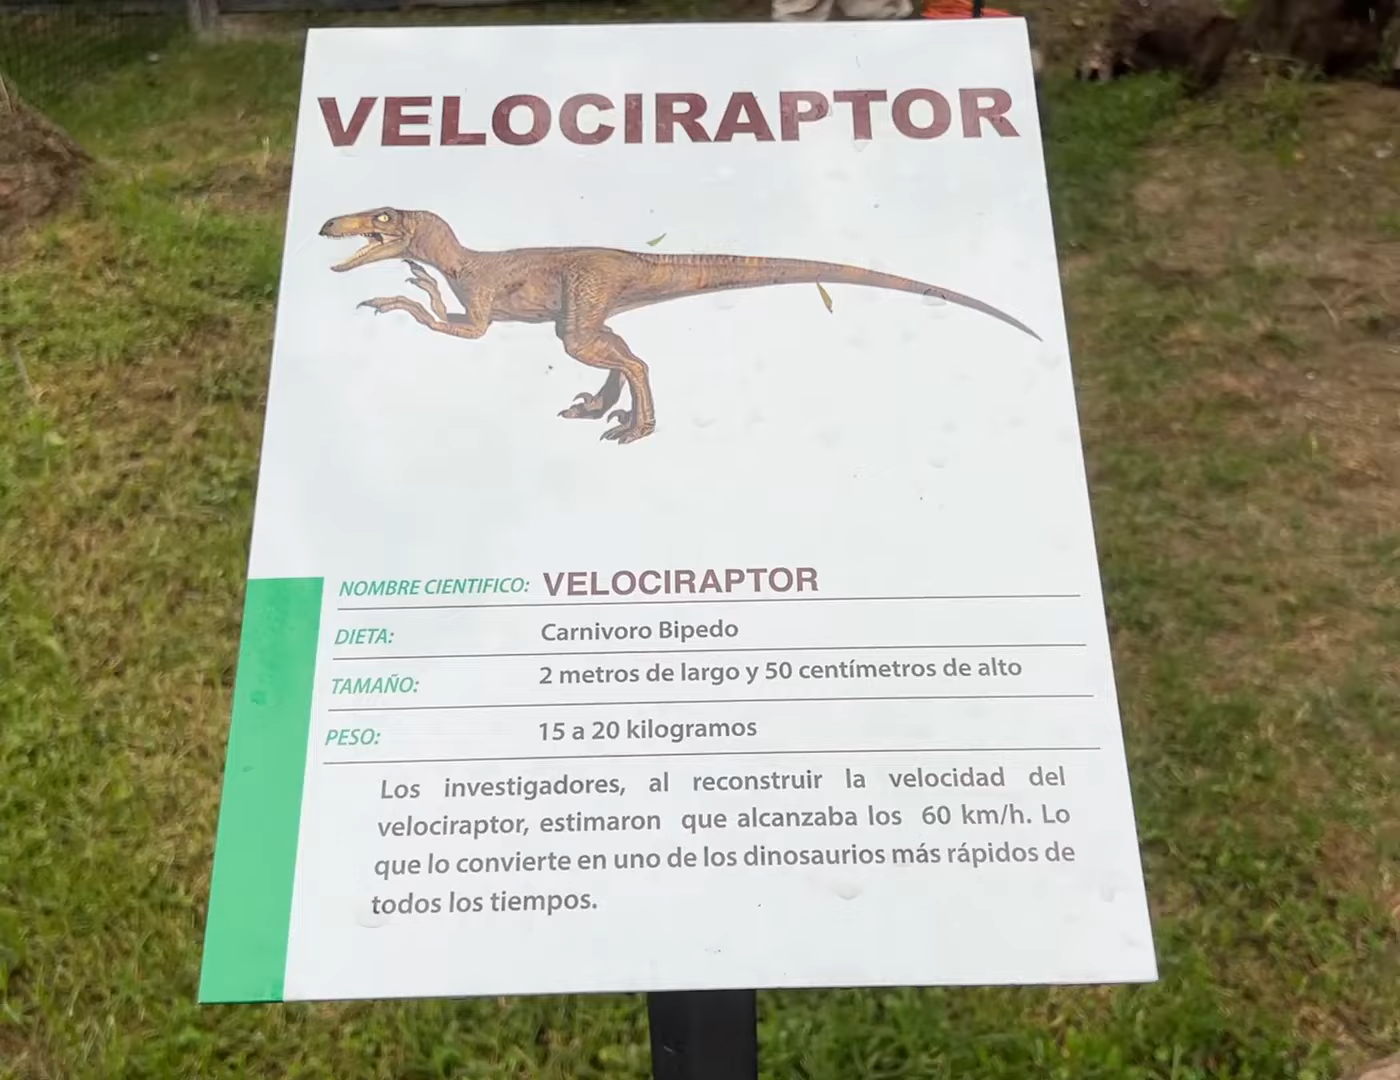 VELOCIRAPTOR
NOMBRE CIENTIFICO: VELOCIRAPTOR
DIETA: Carnivoro Bipedo
TAMAÑO: 2 metros de largo y 50 centímetros de alto
PESO: 15 a 20 kilogramos
Los investigadores, al reconstruir la velocidad del
velociraptor, estimaron que alcanzaba los 60 km/h. Lo
que lo convierte en uno de los dinosaurios más rápidos de
todos los tiempos.